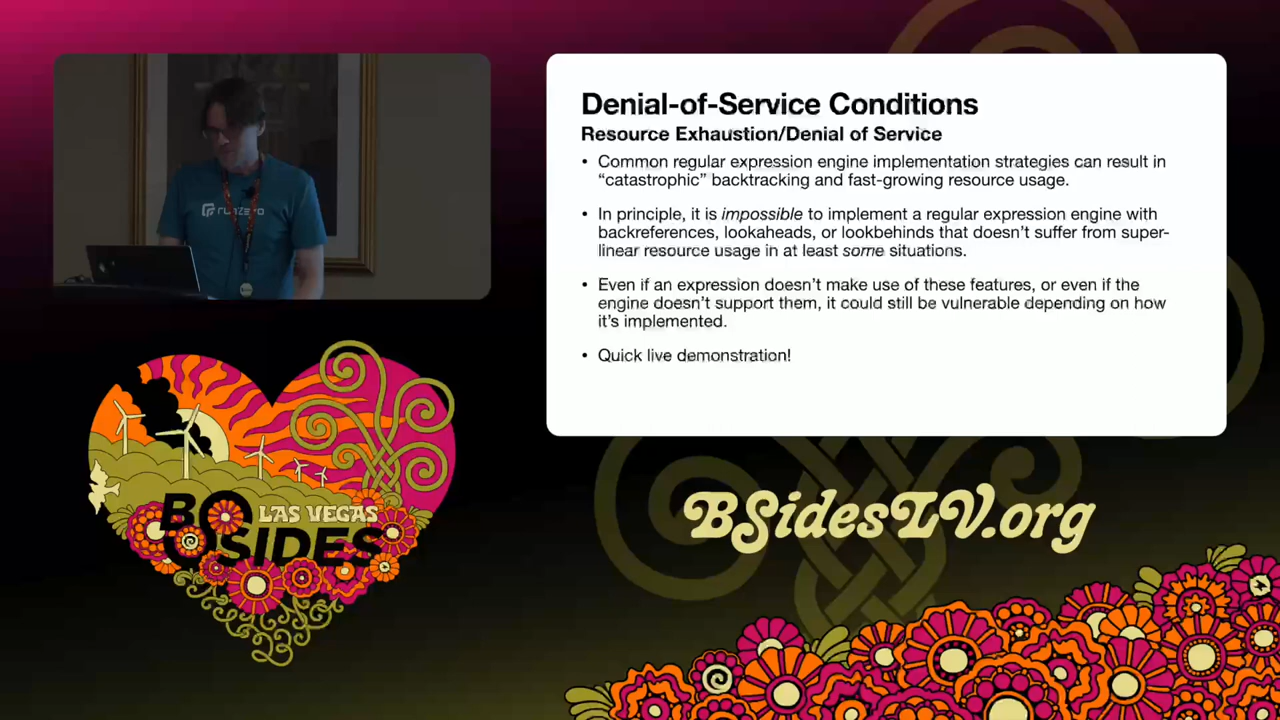 Denial-of-Service Conditions
Resource Exhaustion/Denial of Service
• Common regular expression engine implementation strategies can result in
“catastrophic” backtracking and fast-growing resource usage.
• In principle, it is impossible to implement a regular expression engine with
backreferences, lookaheads, or lookbehinds that doesn’t suffer from super-
linear resource usage in at least some situations.
• Even if an expression doesn’t make use of these features, or even if the
engine doesn’t support them, it could still be vulnerable depending on how
it’s implemented.
• Quick live demonstration!
runZero
LAS VEGAS
BSIDES
BSidesLV.org